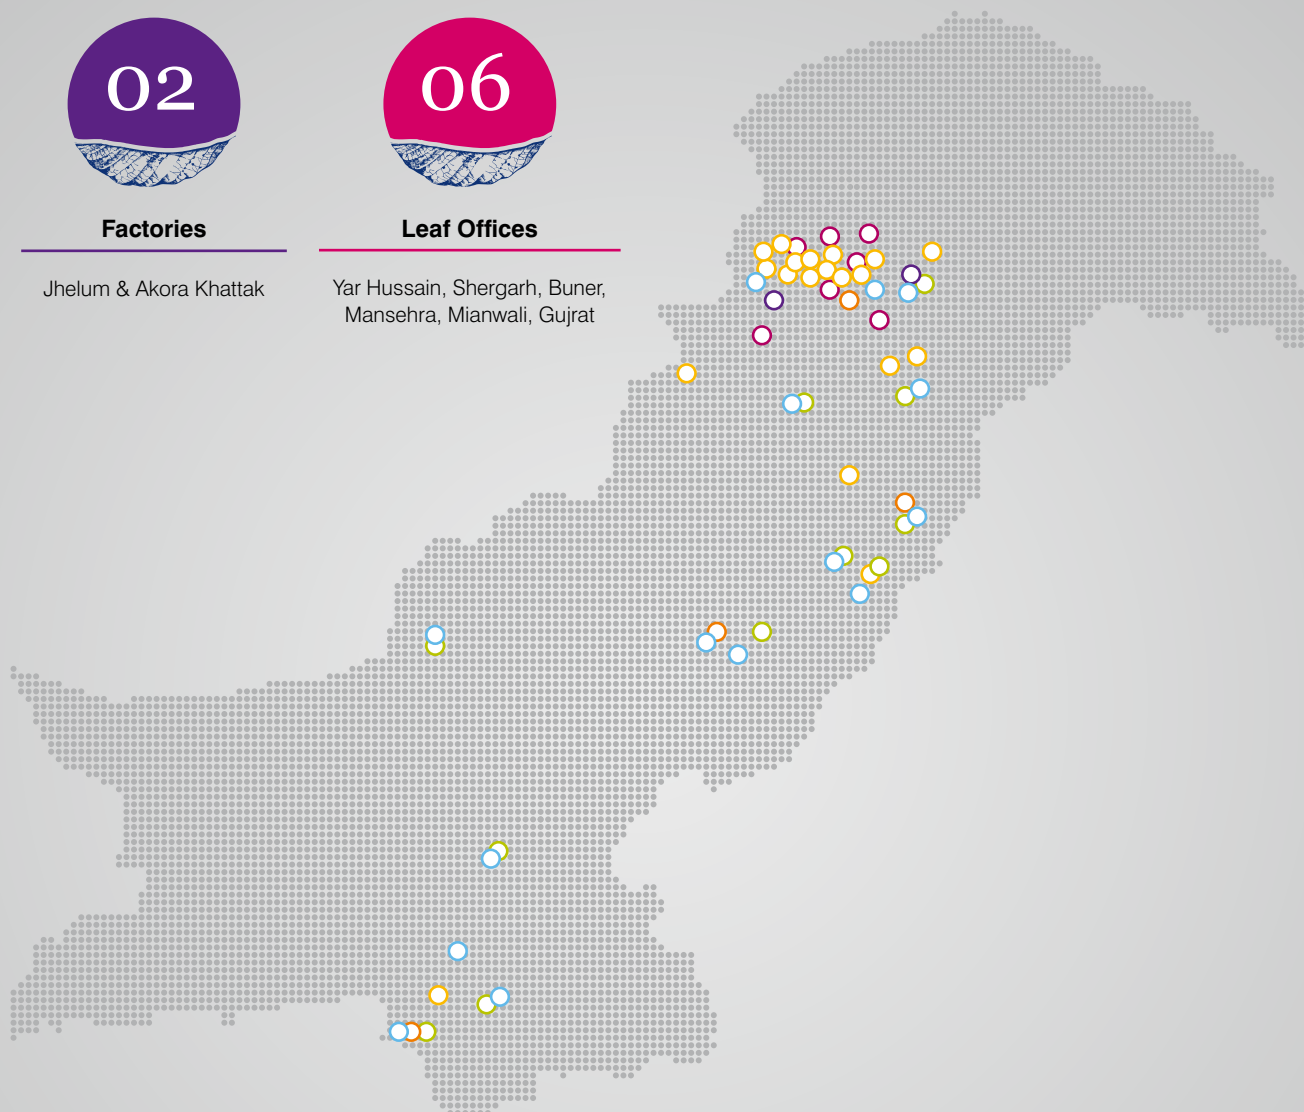 02
Factories
Jhelum & Akora Khattak
06
Leaf Offices
Yar Hussain, Shergarh, Buner,
Mansehra, Mianwali, Gujrat